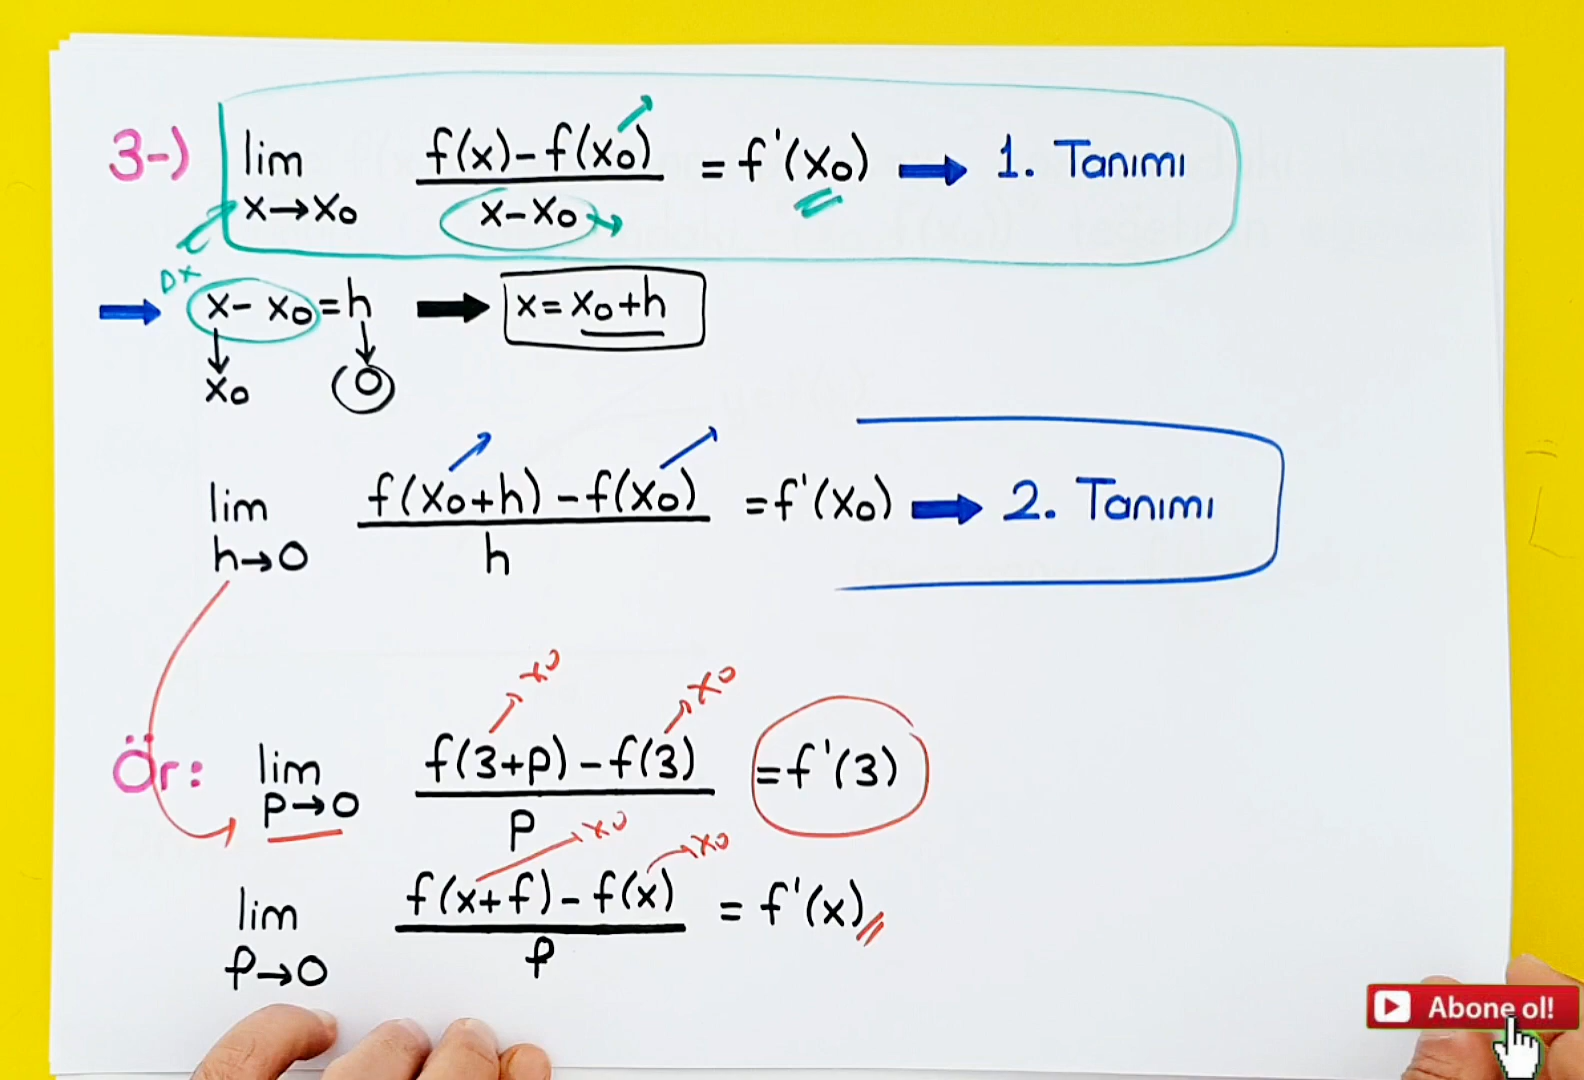 3-) lim x→x₀ (f(x)-f(x₀))/(x-x₀) = f'(x₀) → 1. Tanımı
Δx
→ x-x₀=h → x=x₀+h
x₀ 0
lim h→0 (f(x₀+h)-f(x₀))/h =f'(x₀) → 2. Tanımı
x₀ x₀
Ör: lim p→0 (f(3+p)-f(3))/p =f'(3)
x₀ x₀
lim f→0 (f(x+f)-f(x))/f = f'(x)
Abone ol!